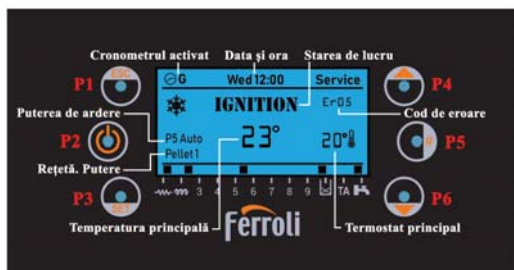 Cronometrul activat Data și ora Starea de lucru
P1 ESC G Wed 12:00 Service P4
IGNITION Er05
Puterea de ardere Cod de eroare
P2 P5 Auto 23° 20° P5
Pellet 1
Rețetă. Putere
3 4 5 6 7 8 9 TA
P3 SET P6
Temperatura principală Ferroli Termostat principal